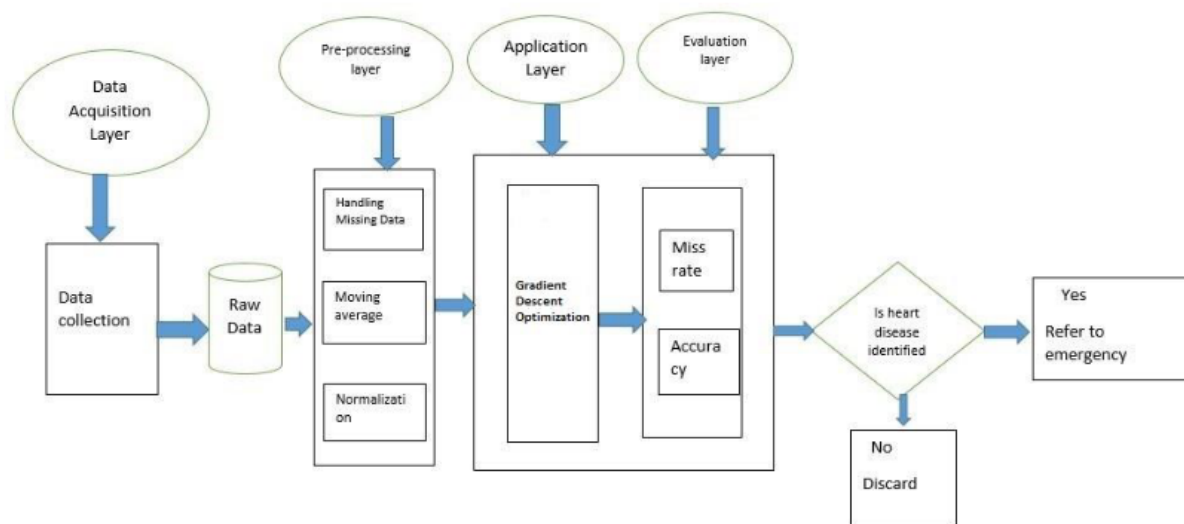 Data
Acquisition
Layer
Pre-processing
layer
Application
Layer
Evaluation
layer
Data
collection
Raw
Data
Handling
Missing Data
Moving
average
Normalizati
on
Gradient
Descent
Optimization
Miss
rate
Accura
cy
Is heart
disease
identified
Yes
Refer to
emergency
No
Discard